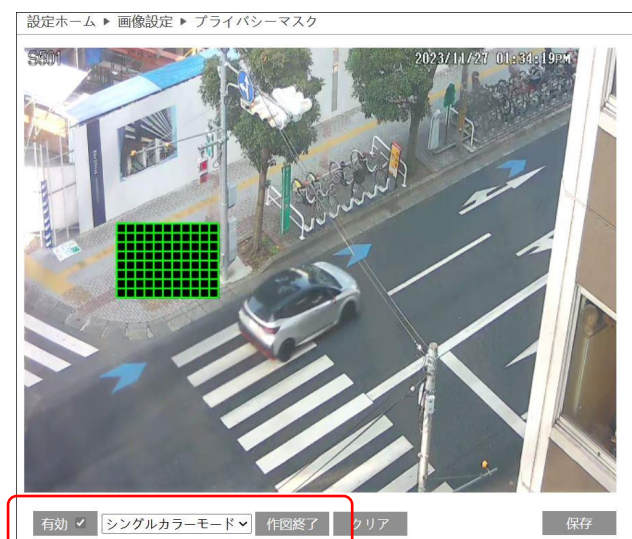 設定ホーム ▶ 画像設定 ▶ プライバシーマスク
S501
2023/11/27 01:34:19PM
有効
シングルカラーモード
作図終了
クリア
保存